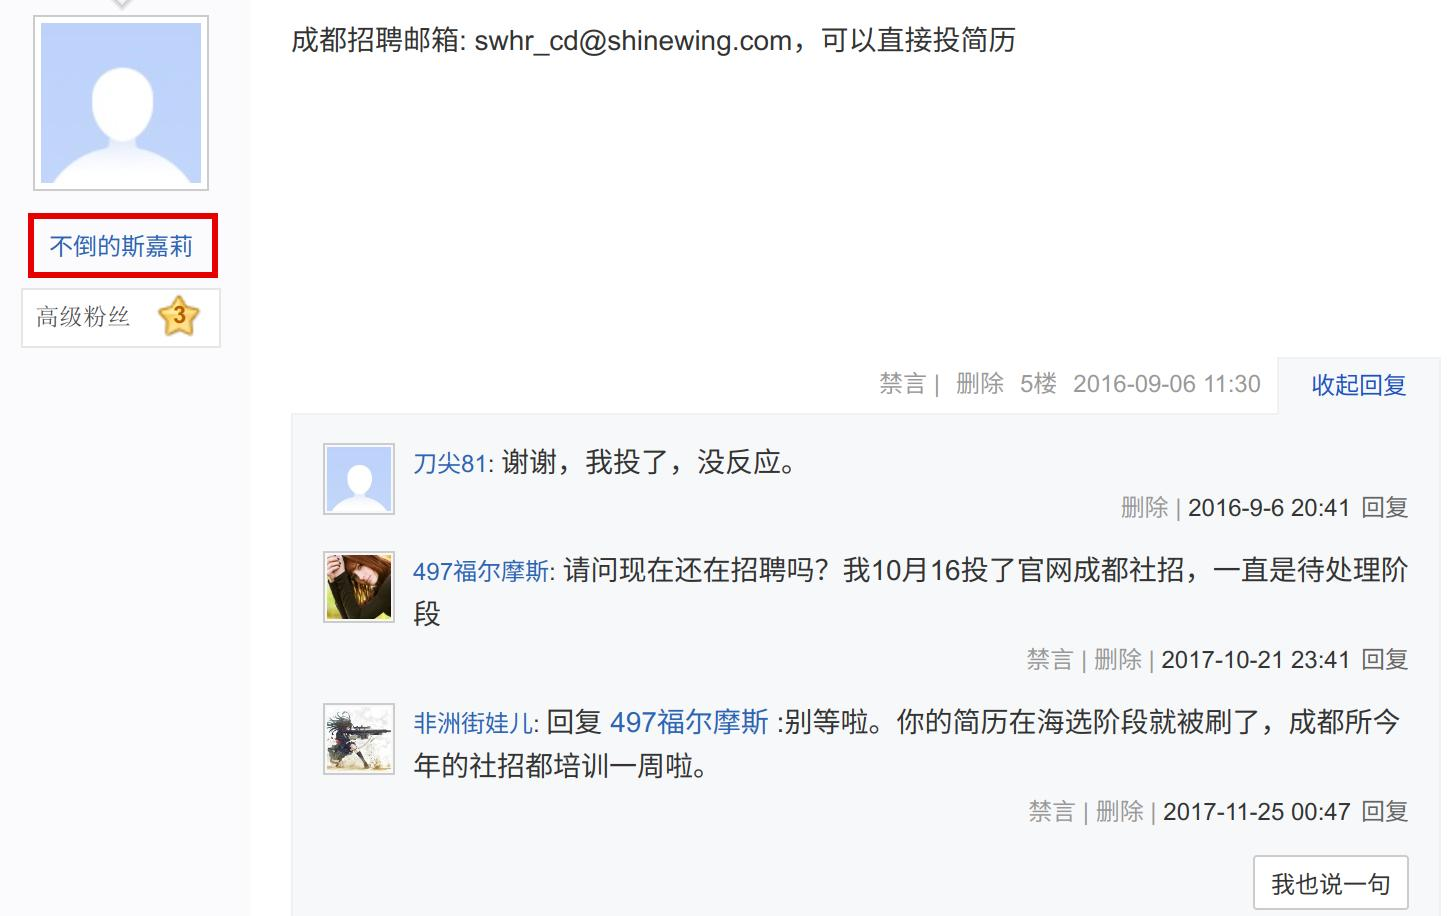 成都招聘邮箱: swhr_cd@shinewing.com，可以直接投简历
不倒的斯嘉莉
高级粉丝 3
禁言 | 删除 5楼 2016-09-06 11:30 收起回复
刀尖81: 谢谢，我投了，没反应。
删除 | 2016-9-6 20:41 回复
497福尔摩斯: 请问现在还在招聘吗？我10月16投了官网成都社招，一直是待处理阶
段
禁言 | 删除 | 2017-10-21 23:41 回复
非洲街娃儿: 回复 497福尔摩斯 :别等啦。你的简历在海选阶段就被刷了，成都所今
年的社招都培训一周啦。
禁言 | 删除 | 2017-11-25 00:47 回复
我也说一句